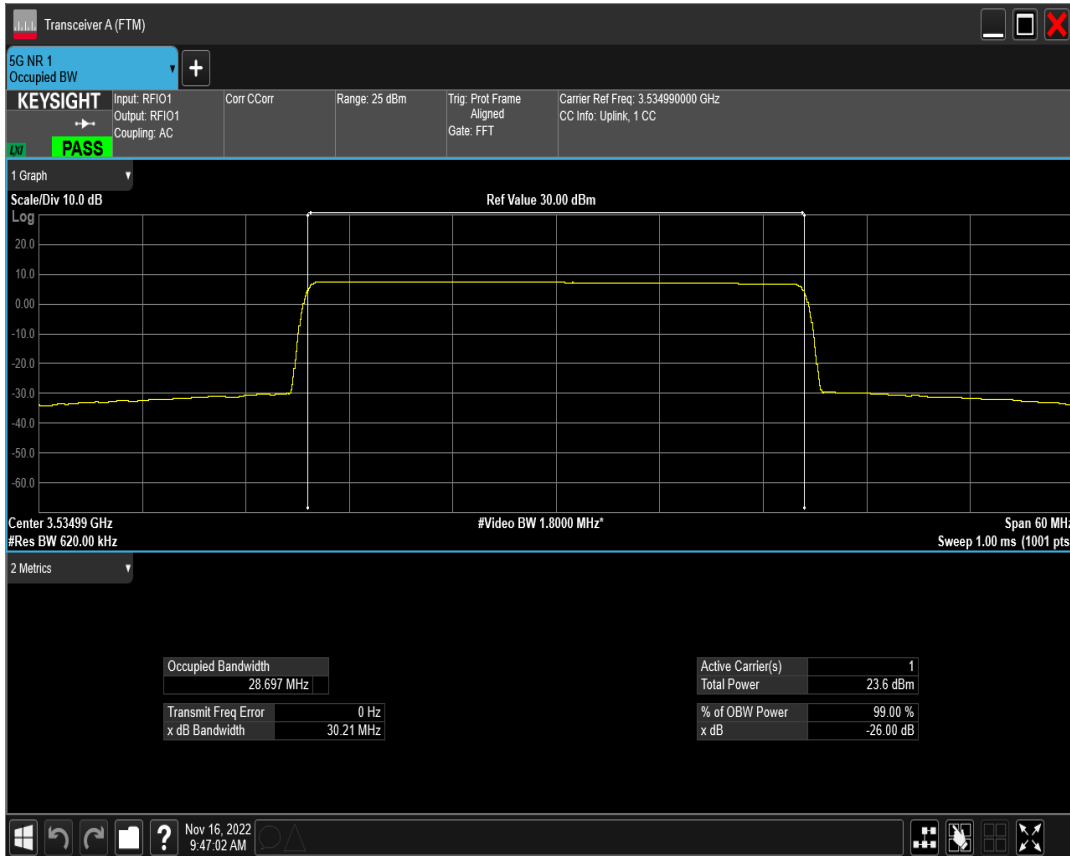 Transceiver A (FTM)
5G NR 1
Occupied BW
+
KEYSIGHT
LXI
PASS
Input: RFIO1
Output: RFIO1
Coupling: AC
Corr CCorr
Range: 25 dBm
Trig: Prot Frame
Aligned
Gate: FFT
Carrier Ref Freq: 3.534990000 GHz
CC Info: Uplink, 1 CC
1 Graph
Scale/Div 10.0 dB
Ref Value 30.00 dBm
Log
20.0
10.0
0.00
-10.0
-20.0
-30.0
-40.0
-50.0
-60.0
Center 3.53499 GHz
#Video BW 1.8000 MHz*
Span 60 MHz
#Res BW 620.00 kHz
Sweep 1.00 ms (1001 pts
2 Metrics
Occupied Bandwidth
28.697 MHz
Transmit Freq Error 0 Hz
x dB Bandwidth 30.21 MHz
Active Carrier(s) 1
Total Power 23.6 dBm
% of OBW Power 99.00 %
x dB -26.00 dB
?
Nov 16, 2022
9:47:02 AM